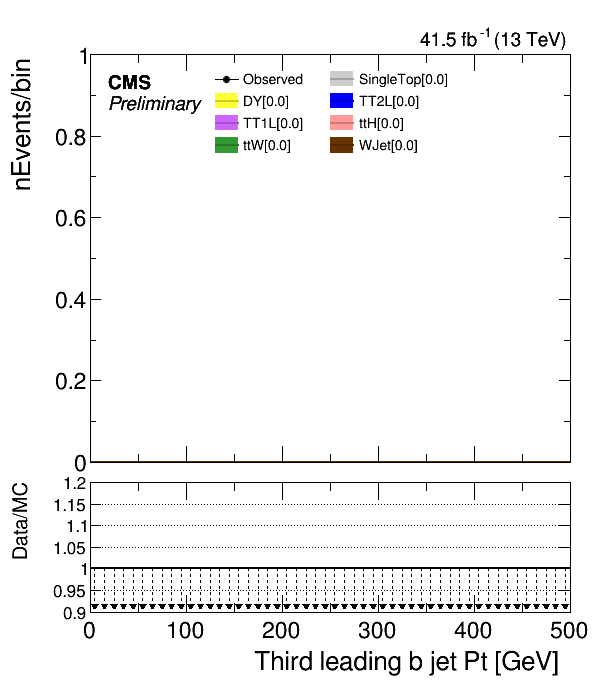 41.5 fb⁻¹ (13 TeV)
CMS
Preliminary
Observed
DY[0.0]
TT1L[0.0]
ttW[0.0]
SingleTop[0.0]
TT2L[0.0]
ttH[0.0]
WJet[0.0]
nEvents/bin
1
0.8
0.6
0.4
0.2
0
Data/MC
1.2
1.15
1.1
1.05
1
0.95
0.9
0 100 200 300 400 500
Third leading b jet Pt [GeV]